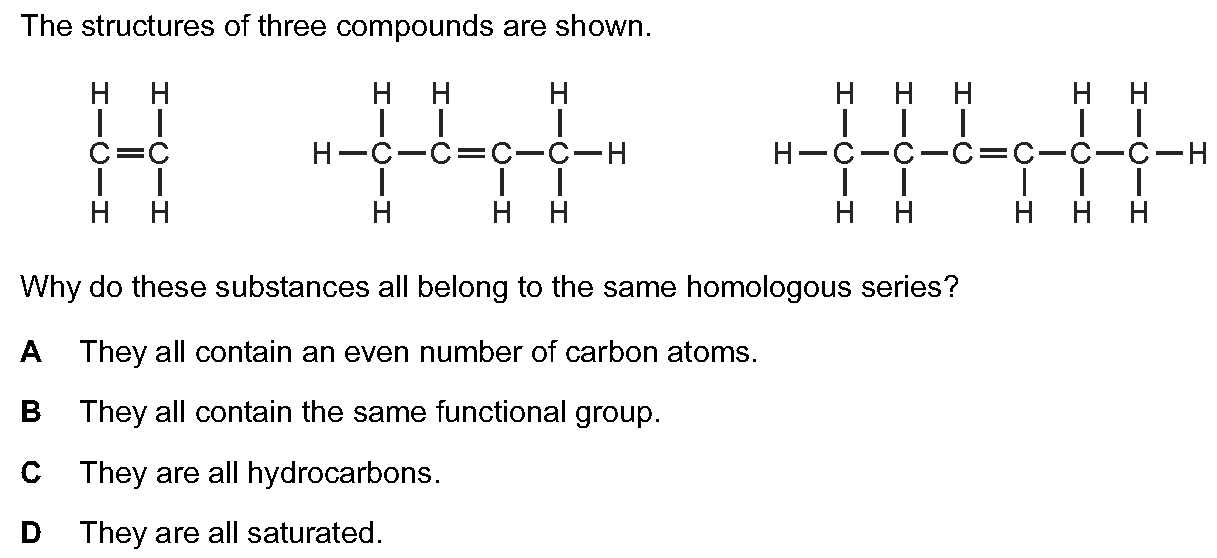 The structures of three compounds are shown.
H H H H H H H H H H
C=C H—C—C=C—C—H H—C—C—C=C—C—C—H
H H H H H H H H H H
Why do these substances all belong to the same homologous series?
A They all contain an even number of carbon atoms.
B They all contain the same functional group.
C They are all hydrocarbons.
D They are all saturated.